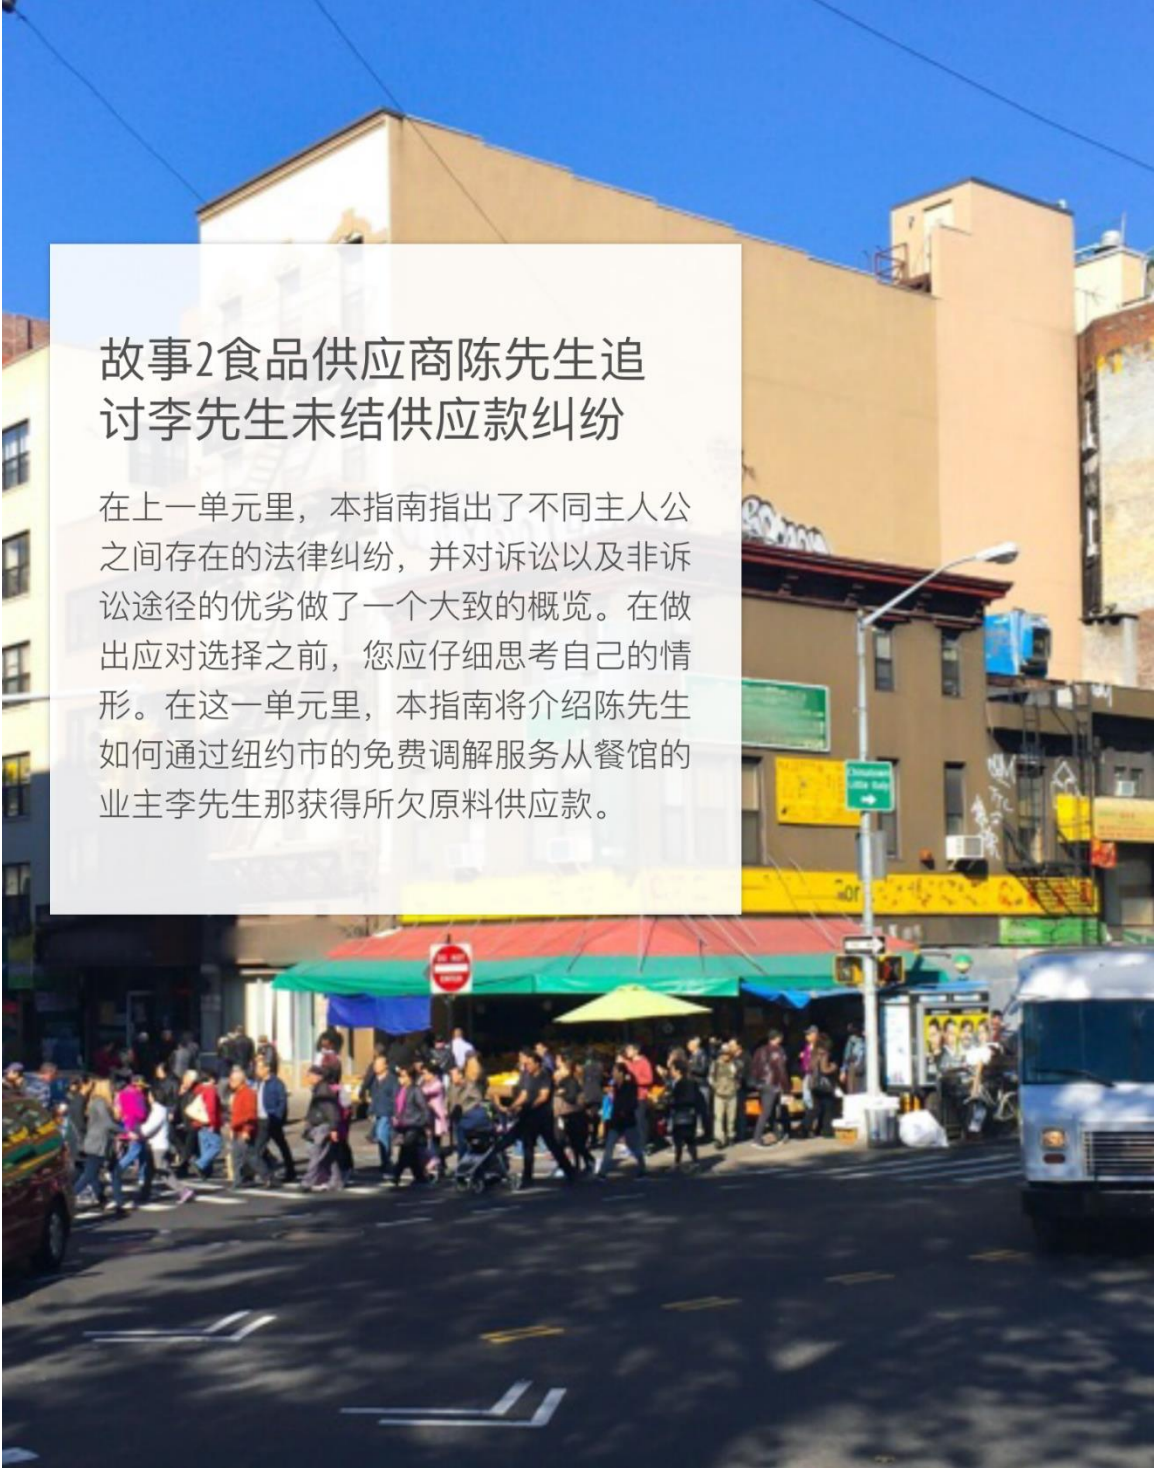 故事2食品供应商陈先生追
讨李先生未结供应款纠纷
在上一单元里，本指南指出了不同主人公
之间存在的法律纠纷，并对诉讼以及非诉
讼途径的优劣做了一个大致的概览。在做
出应对选择之前，您应仔细思考自己的情
形。在这一单元里，本指南将介绍陈先生
如何通过纽约市的免费调解服务从餐馆的
业主李先生那获得所欠原料供应款。
Chinatown
Little Italy
DO NOT
ENTER